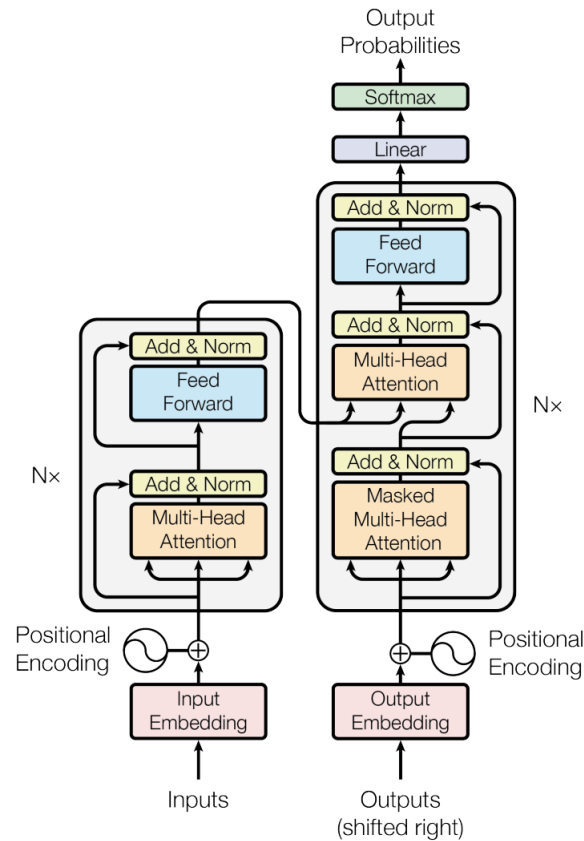 Output
Probabilities
Softmax
Linear
Add & Norm
Feed
Forward
Add & Norm
Multi-Head
Attention
Add & Norm
Masked
Multi-Head
Attention
N×
Add & Norm
Feed
Forward
Add & Norm
Multi-Head
Attention
N×
Positional
Encoding
Positional
Encoding
Input
Embedding
Output
Embedding
Inputs
Outputs
(shifted right)